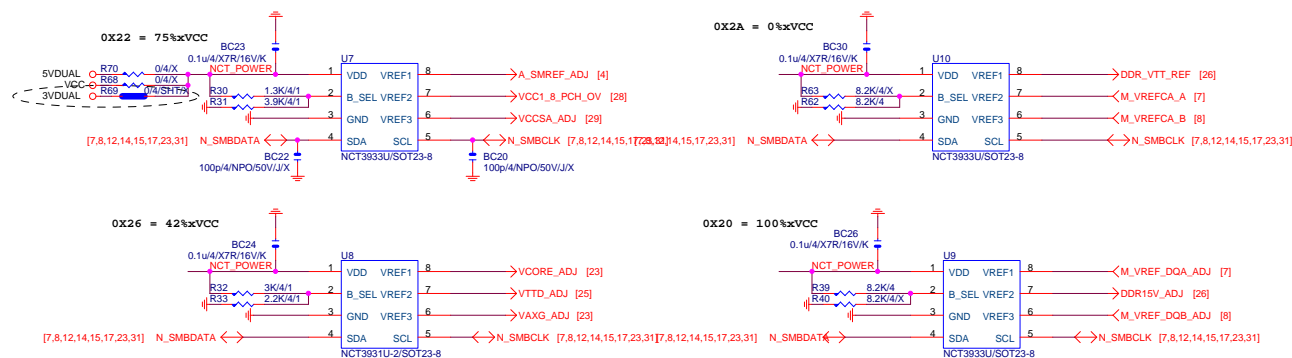 0X22 = 75%xVCC
BC23
0.1u/4/X7R/16V/K
NCT_POWER
5VDUAL
R70
0/4/X
VCC
R68
0/4/X
3VDUAL
R69
0/4/SHT/X
R30
1.3K/4/1
R31
3.9K/4/1
U7
1 VDD VREF1 8
2 B_SEL VREF2 7
3 GND VREF3 6
4 SDA SCL 5
NCT3933U/SOT23-8
A_SMREF_ADJ [4]
VCC1_8_PCH_OV [28]
VCCSA_ADJ [29]
[7,8,12,14,15,17,23,31] N_SMBDATA
N_SMBCLK [7,8,12,14,15,17,23,31]
BC22
100p/4/NPO/50V/J/X
BC20
100p/4/NPO/50V/J/X
0X2A = 0%xVCC
BC30
0.1u/4/X7R/16V/K
NCT_POWER
R63
8.2K/4/X
R62
8.2K/4
U10
1 VDD VREF1 8
2 B_SEL VREF2 7
3 GND VREF3 6
4 SDA SCL 5
NCT3933U/SOT23-8
DDR_VTT_REF [26]
M_VREFCA_A [7]
M_VREFCA_B [8]
[7,8,12,14,15,17,23,31] N_SMBDATA
N_SMBCLK [7,8,12,14,15,17,23,31]
0X26 = 42%xVCC
BC24
0.1u/4/X7R/16V/K
NCT_POWER
R32
3K/4/1
R33
2.2K/4/1
U8
1 VDD VREF1 8
2 B_SEL VREF2 7
3 GND VREF3 6
4 SDA SCL 5
NCT3931U-2/SOT23-8
VCORE_ADJ [23]
VTTD_ADJ [25]
VAXG_ADJ [23]
[7,8,12,14,15,17,23,31] N_SMBDATA
N_SMBCLK [7,8,12,14,15,17,23,31]
0X20 = 100%xVCC
BC26
0.1u/4/X7R/16V/K
NCT_POWER
R39
8.2K/4
R40
8.2K/4/X
U9
1 VDD VREF1 8
2 B_SEL VREF2 7
3 GND VREF3 6
4 SDA SCL 5
NCT3933U/SOT23-8
M_VREF_DQA_ADJ [7]
DDR15V_ADJ [26]
M_VREF_DQB_ADJ [8]
[7,8,12,14,15,17,23,31] N_SMBDATA
N_SMBCLK [7,8,12,14,15,17,23,31]